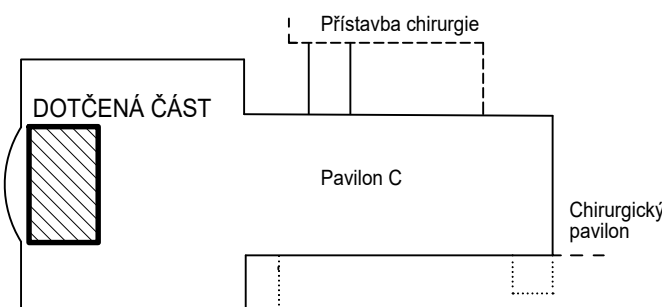 Přístavba chirurgie
DOTČENÁ ČÁST
Pavilon C
Chirurgický
pavilon